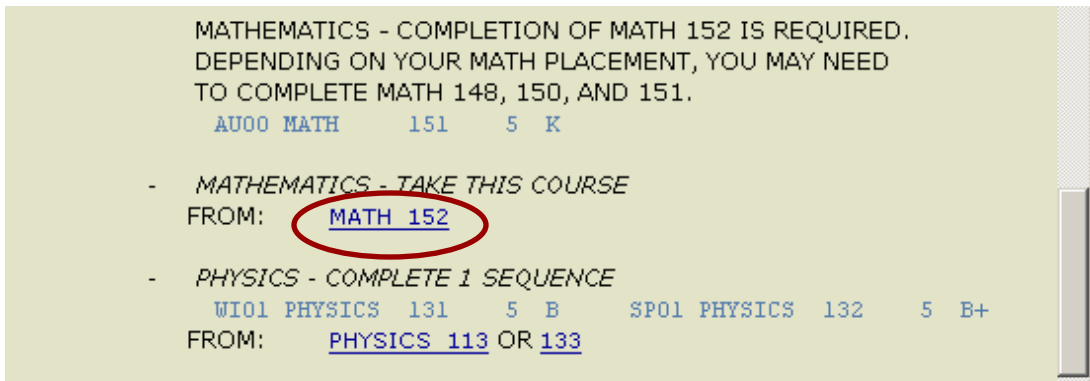 MATHEMATICS - COMPLETION OF MATH 152 IS REQUIRED.
DEPENDING ON YOUR MATH PLACEMENT, YOU MAY NEED
TO COMPLETE MATH 148, 150, AND 151.
AU00 MATH 151 5 K
- MATHEMATICS - TAKE THIS COURSE
FROM: MATH 152
- PHYSICS - COMPLETE 1 SEQUENCE
WI01 PHYSICS 131 5 B SP01 PHYSICS 132 5 B+
FROM: PHYSICS 113 OR 133